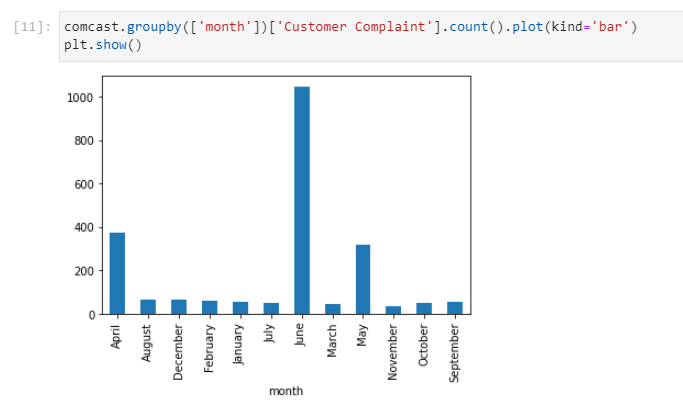 [11]: comcast.groupby(['month'])['Customer Complaint'].count().plot(kind='bar')
plt.show()
1000
800
600
400
200
0
April
August
December
February
January
July
June
March
May
November
October
September
month